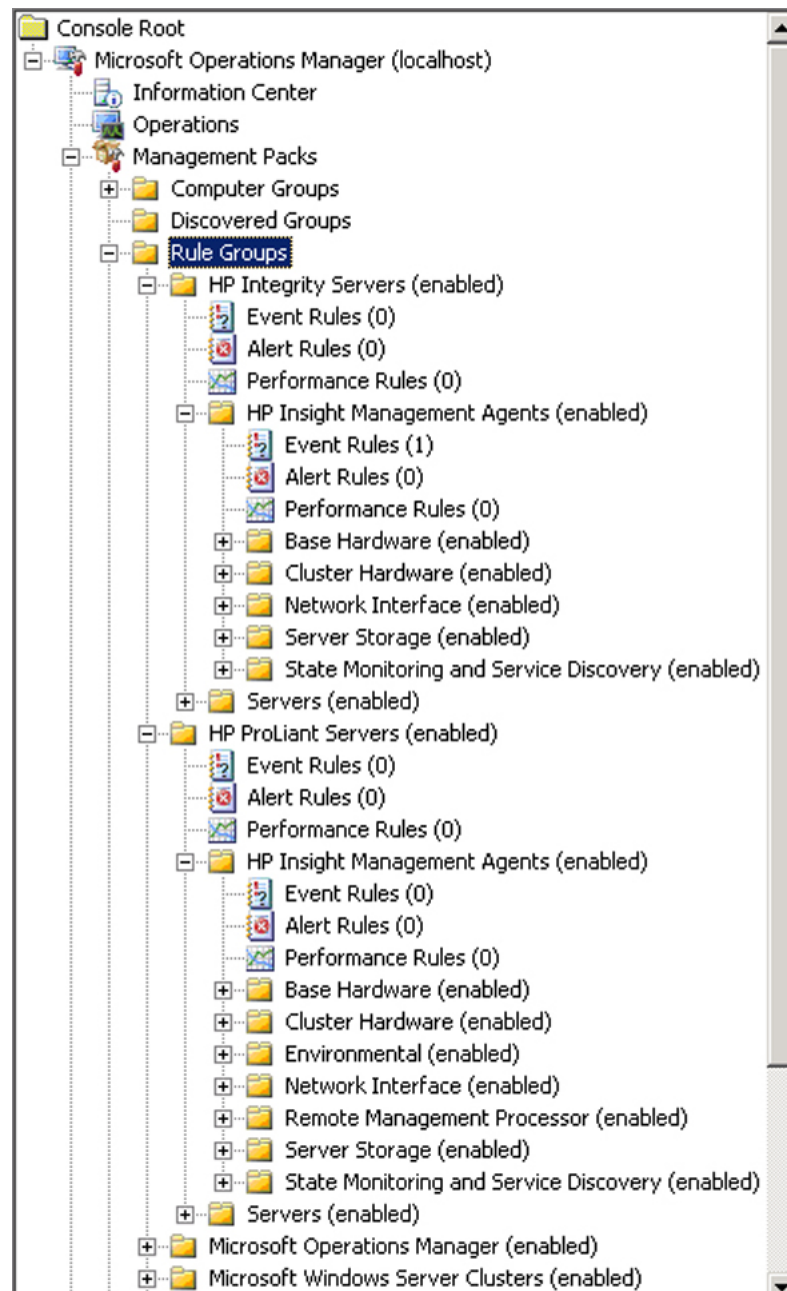 Console Root
Microsoft Operations Manager (localhost)
Information Center
Operations
Management Packs
Computer Groups
Discovered Groups
Rule Groups
HP Integrity Servers (enabled)
Event Rules (0)
Alert Rules (0)
Performance Rules (0)
HP Insight Management Agents (enabled)
Event Rules (1)
Alert Rules (0)
Performance Rules (0)
Base Hardware (enabled)
Cluster Hardware (enabled)
Network Interface (enabled)
Server Storage (enabled)
State Monitoring and Service Discovery (enabled)
Servers (enabled)
HP ProLiant Servers (enabled)
Event Rules (0)
Alert Rules (0)
Performance Rules (0)
HP Insight Management Agents (enabled)
Event Rules (0)
Alert Rules (0)
Performance Rules (0)
Base Hardware (enabled)
Cluster Hardware (enabled)
Environmental (enabled)
Network Interface (enabled)
Remote Management Processor (enabled)
Server Storage (enabled)
State Monitoring and Service Discovery (enabled)
Servers (enabled)
Microsoft Operations Manager (enabled)
Microsoft Windows Server Clusters (enabled)